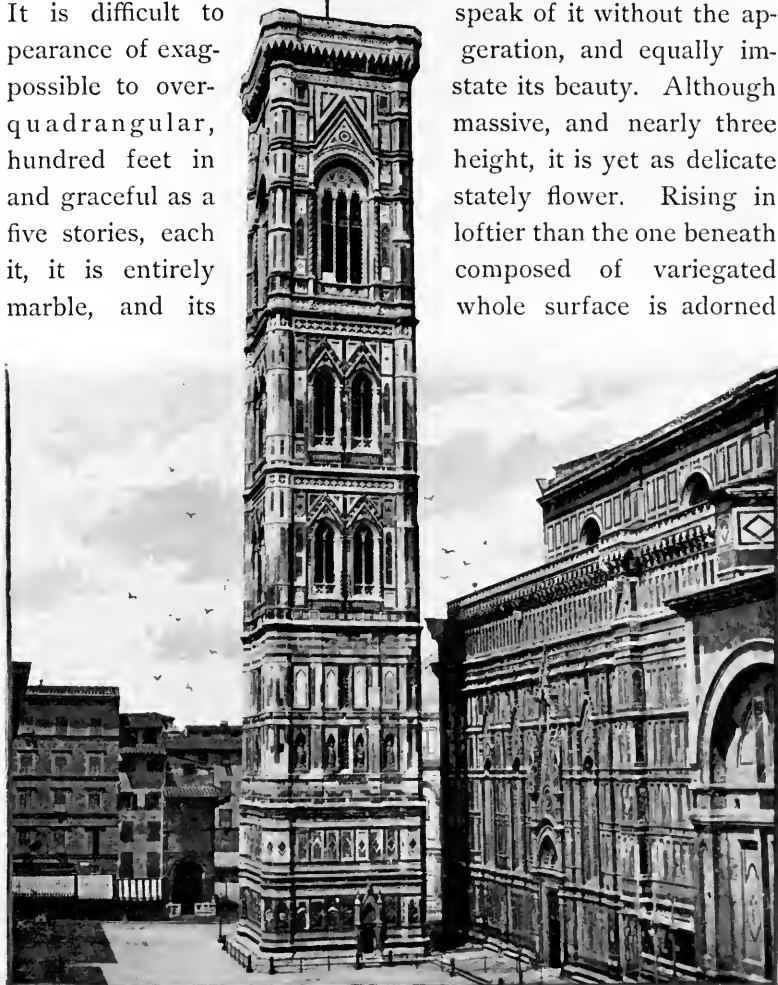 It is difficult to speak of it without the ap-
pearance of exag- geration, and equally im-
possible to over- state its beauty. Although
quadrangular, massive, and nearly three
hundred feet in height, it is yet as delicate
and graceful as a stately flower. Rising in
five stories, each loftier than the one beneath
it, it is entirely composed of variegated
marble, and its whole surface is adorned